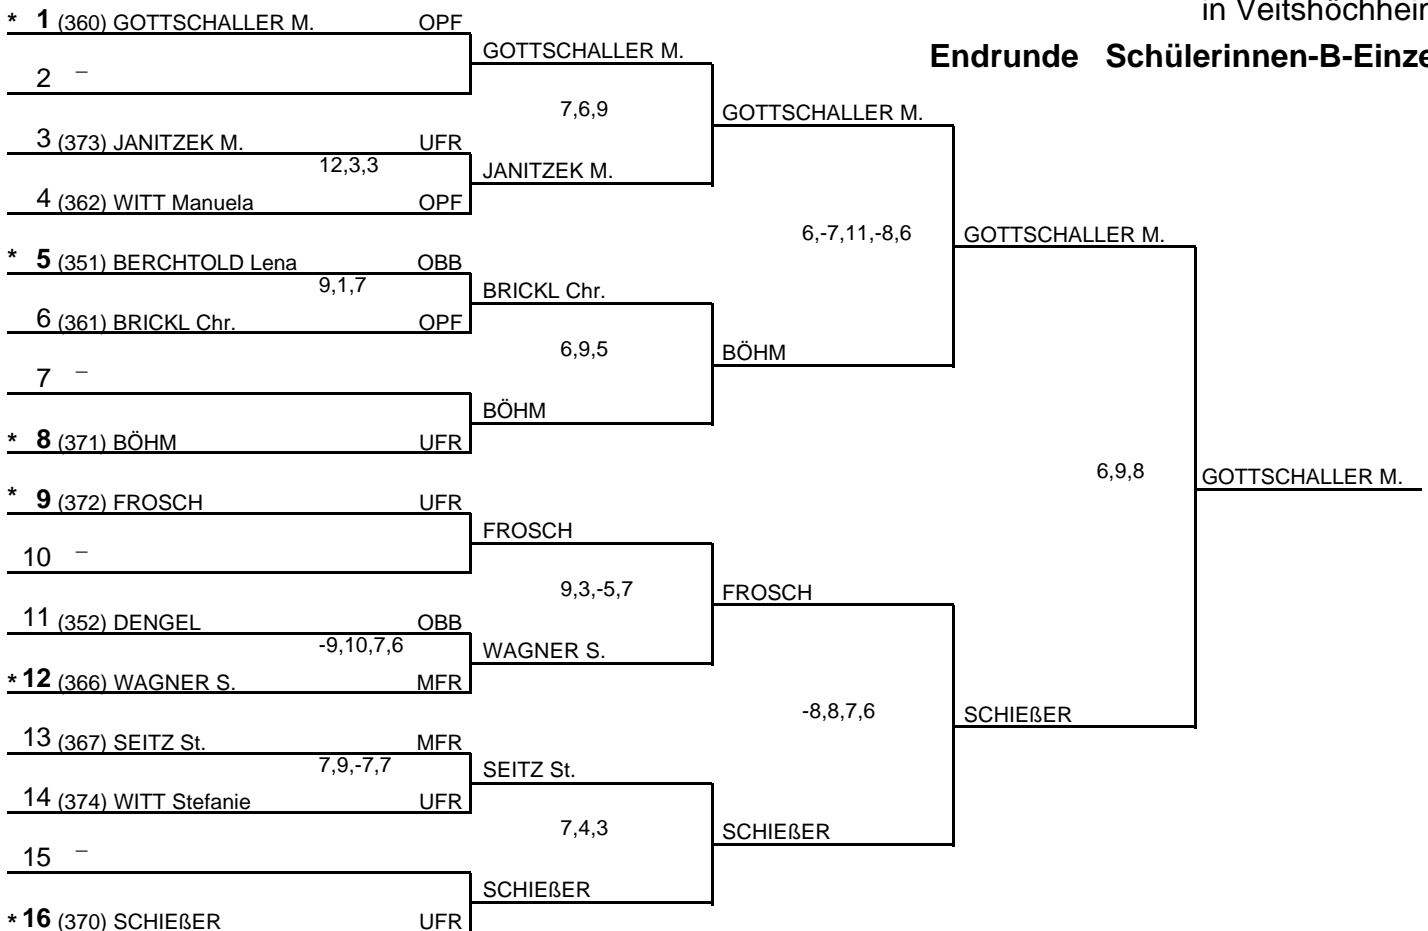 in Veitshöchhein
* 1 (360) GOTTSCHALLER M. OPF
GOTTSCHALLER M.
Endrunde Schülerinnen-B-Einze
2 –
7,6,9
GOTTSCHALLER M.
3 (373) JANITZEK M. UFR
12,3,3
JANITZEK M.
4 (362) WITT Manuela OPF
6,-7,11,-8,6
GOTTSCHALLER M.
* 5 (351) BERCHTOLD Lena OBB
9,1,7
BRICKL Chr.
6 (361) BRICKL Chr. OPF
6,9,5
BÖHM
7 –
BÖHM
* 8 (371) BÖHM UFR
6,9,8
GOTTSCHALLER M.
* 9 (372) FROSCH UFR
FROSCH
10 –
9,3,-5,7
FROSCH
11 (352) DENGEL OBB
-9,10,7,6
WAGNER S.
* 12 (366) WAGNER S. MFR
-8,8,7,6
SCHIEßER
13 (367) SEITZ St. MFR
7,9,-7,7
SEITZ St.
14 (374) WITT Stefanie UFR
7,4,3
SCHIEßER
15 –
SCHIEßER
* 16 (370) SCHIEßER UFR